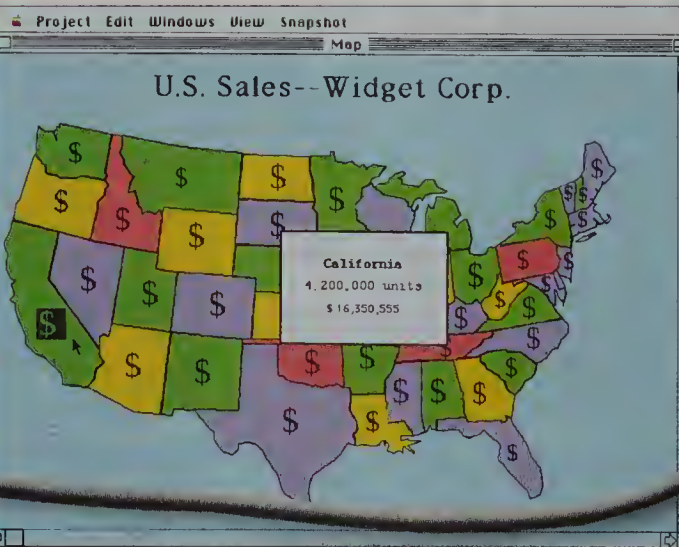 Project Edit Windows View Snapshot
Map
U.S. Sales--Widget Corp.
$ $ $ $ $ $ $ $ $ $ $ $ $ $ $ $ $ $ $ $ $ $ $ $ $ $ $ $ $ $ $ $ $ $ $ $ $
California
4,200,000 units
$ 16,350,555